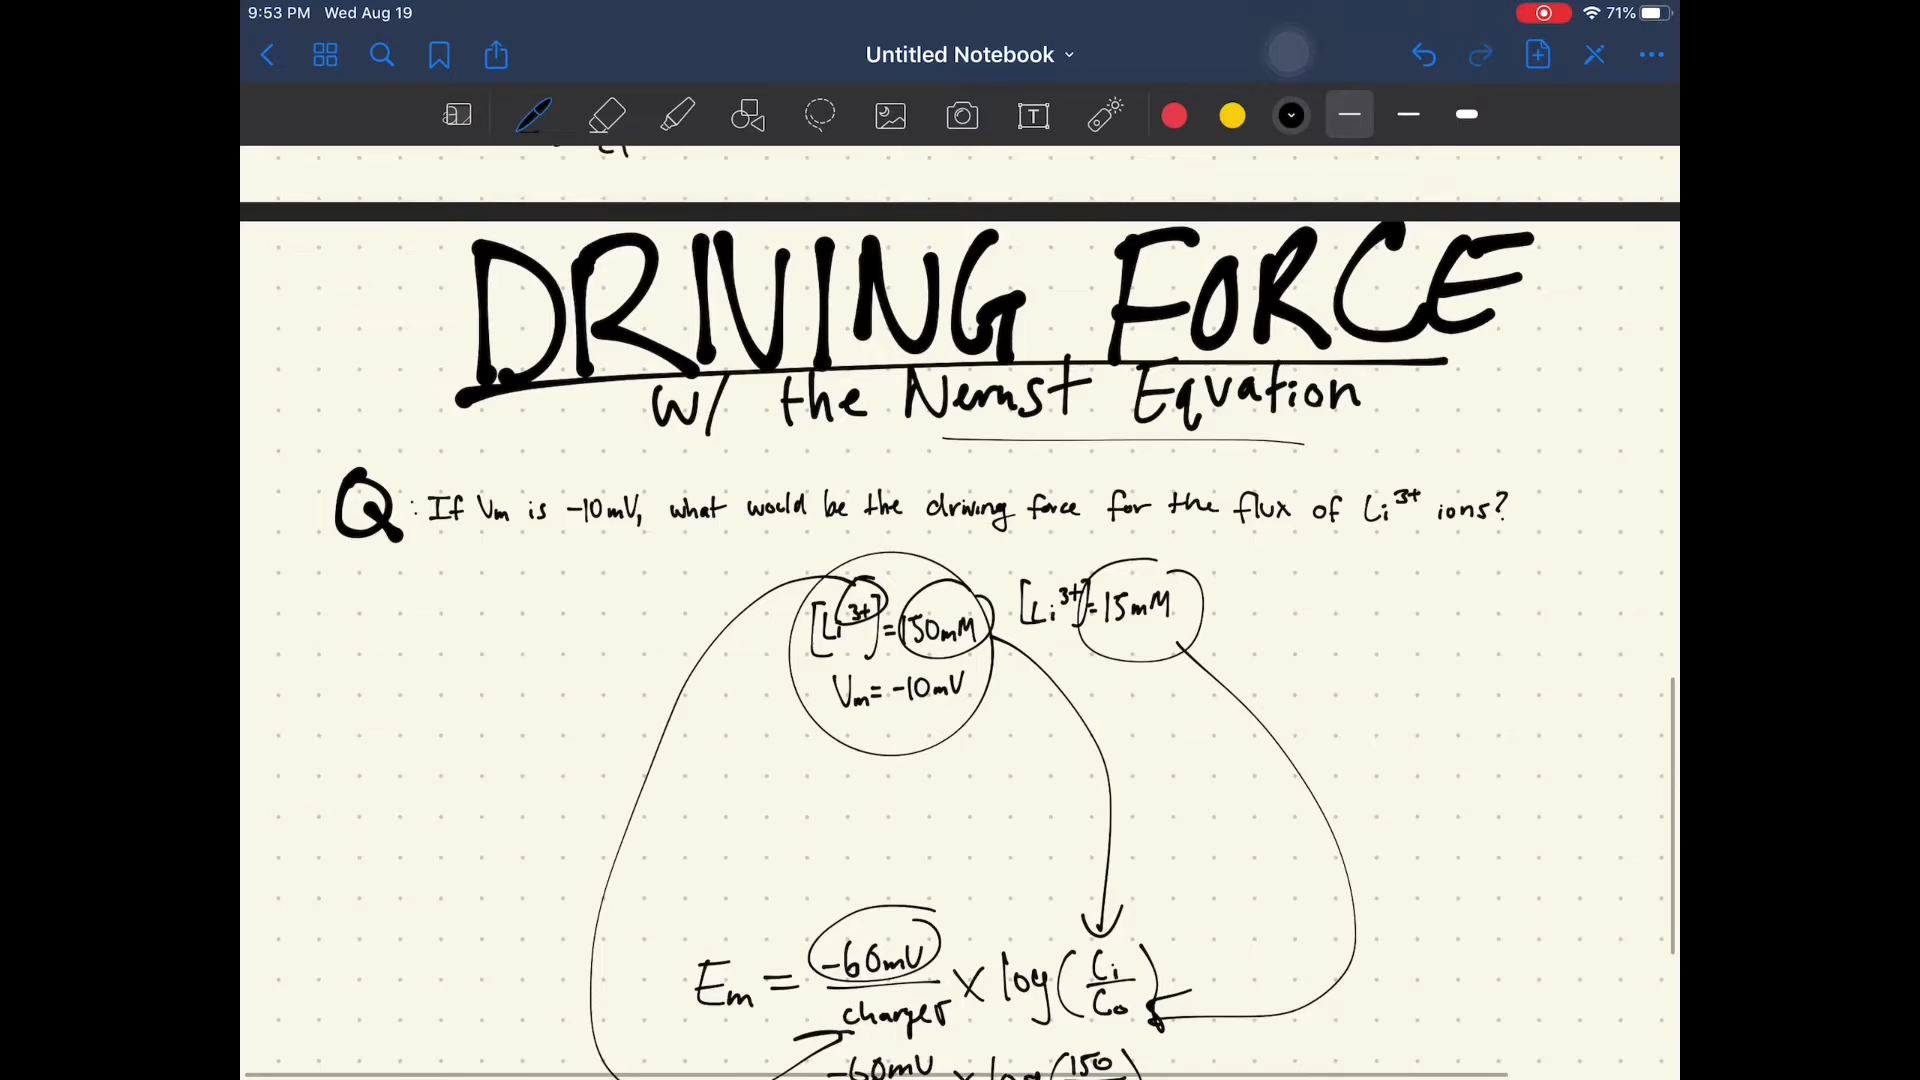 9:53 PM Wed Aug 19
71%
Untitled Notebook
T
DRIVING FORCE
w/ the Nernst Equation
Q: If Vm is -10mV, what would be the driving force for the flux of Li³⁺ ions?
[Li³⁺] = 150mM
[Li³⁺] = 15mM
Vm = -10mV
Em = -60mV / charge × log(Ci/Co)
-60mV × log(150